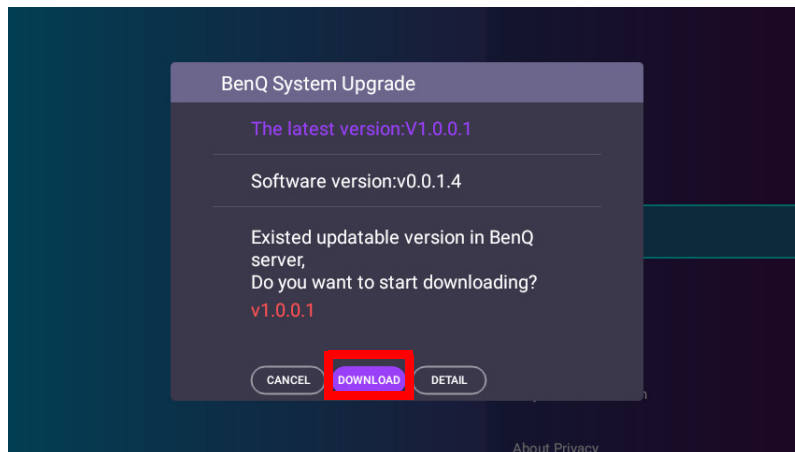 BenQ System Upgrade
The latest version:V1.0.0.1
Software version:v0.0.1.4
Existed updatable version in BenQ
server,
Do you want to start downloading?
v1.0.0.1
CANCEL DOWNLOAD DETAIL
About Privacy